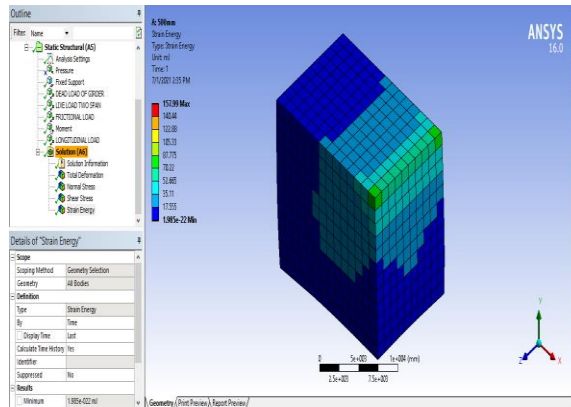 Outline
Filter: Name
Static Structural (A5)
Analysis Settings
Pressure
Fixed Support
DEAD LOAD OF GIRDER
LIVE LOAD TWO SPAN
FRICTIONAL LOAD
Moment
LONGTIUDINAL LOAD
Solution (A6)
Solution Information
Total Deformation
Normal Stress
Shear Stress
Strain Energy
Details of "Strain Energy"
Scope
Scoping Method Geometry Selection
Geometry All Bodies
Definition
Type Strain Energy
By Time
Display Time Last
Calculate Time History Yes
Identifier
Suppressed No
Results
Minimum 1.985e-022 mJ
A: 500mm
Strain Energy
Type: Strain Energy
Unit: mJ
Time: 1
7/1/2021 2:35 PM
157.99 Max
140.44
122.88
105.33
87.775
70.22
52.665
35.11
17.555
1.985e-22 Min
ANSYS
16.0
0 5e+003 1e+004 (mm)
2.5e+003 7.5e+003
Y
Z X
Geometry Print Preview Report Preview